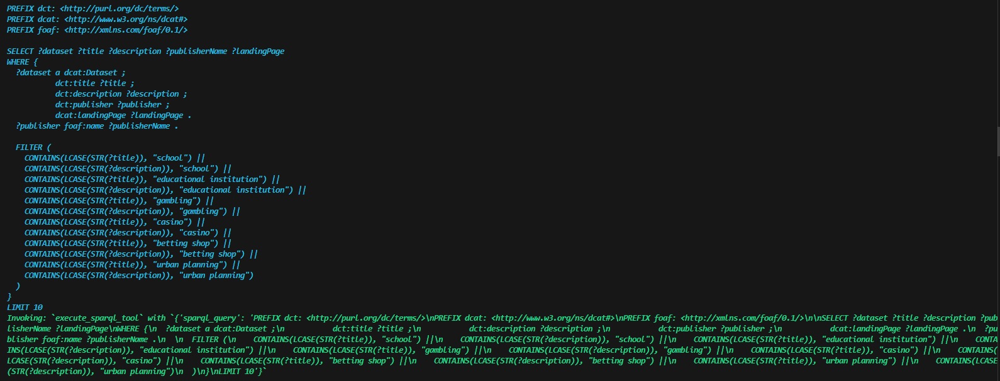 PREFIX dct: <http://purl.org/dc/terms/>
PREFIX dcat: <http://www.w3.org/ns/dcat#>
PREFIX foaf: <http://xmlns.com/foaf/0.1/>

SELECT ?dataset ?title ?description ?publisherName ?landingPage
WHERE {
  ?dataset a dcat:Dataset ;
           dct:title ?title ;
           dct:description ?description ;
           dct:publisher ?publisher ;
           dcat:landingPage ?landingPage .
  ?publisher foaf:name ?publisherName .

  FILTER (
    CONTAINS(LCASE(STR(?title)), "school") ||
    CONTAINS(LCASE(STR(?description)), "school") ||
    CONTAINS(LCASE(STR(?title)), "educational institution") ||
    CONTAINS(LCASE(STR(?description)), "educational institution") ||
    CONTAINS(LCASE(STR(?title)), "gambling") ||
    CONTAINS(LCASE(STR(?description)), "gambling") ||
    CONTAINS(LCASE(STR(?title)), "casino") ||
    CONTAINS(LCASE(STR(?description)), "casino") ||
    CONTAINS(LCASE(STR(?title)), "betting shop") ||
    CONTAINS(LCASE(STR(?description)), "betting shop") ||
    CONTAINS(LCASE(STR(?title)), "urban planning") ||
    CONTAINS(LCASE(STR(?description)), "urban planning")
  )
}
LIMIT 10
Invoking: `execute_sparql_tool` with `{'sparql_query': 'PREFIX dct: <http://purl.org/dc/terms/>\nPREFIX dcat: <http://www.w3.org/ns/dcat#>\nPREFIX foaf: <http://xmlns.com/foaf/0.1/>\n\nSELECT ?dataset ?title ?description ?pub
lisherName ?landingPage\nWHERE {\n  ?dataset a dcat:Dataset ;\n           dct:title ?title ;\n           dct:description ?description ;\n           dct:publisher ?publisher ;\n           dcat:landingPage ?landingPage .\n  ?pu
blisher foaf:name ?publisherName .\n  \n  FILTER (\n    CONTAINS(LCASE(STR(?title)), "school") ||\n    CONTAINS(LCASE(STR(?description)), "school") ||\n    CONTAINS(LCASE(STR(?title)), "educational institution") ||\n    CONTA
INS(LCASE(STR(?description)), "educational institution") ||\n    CONTAINS(LCASE(STR(?title)), "gambling") ||\n    CONTAINS(LCASE(STR(?description)), "gambling") ||\n    CONTAINS(LCASE(STR(?title)), "casino") ||\n    CONTAINS(
LCASE(STR(?description)), "casino") ||\n    CONTAINS(LCASE(STR(?title)), "betting shop") ||\n    CONTAINS(LCASE(STR(?description)), "betting shop") ||\n    CONTAINS(LCASE(STR(?title)), "urban planning") ||\n    CONTAINS(LCASE
(STR(?description)), "urban planning")\n  )\n}\nLIMIT 10'}`